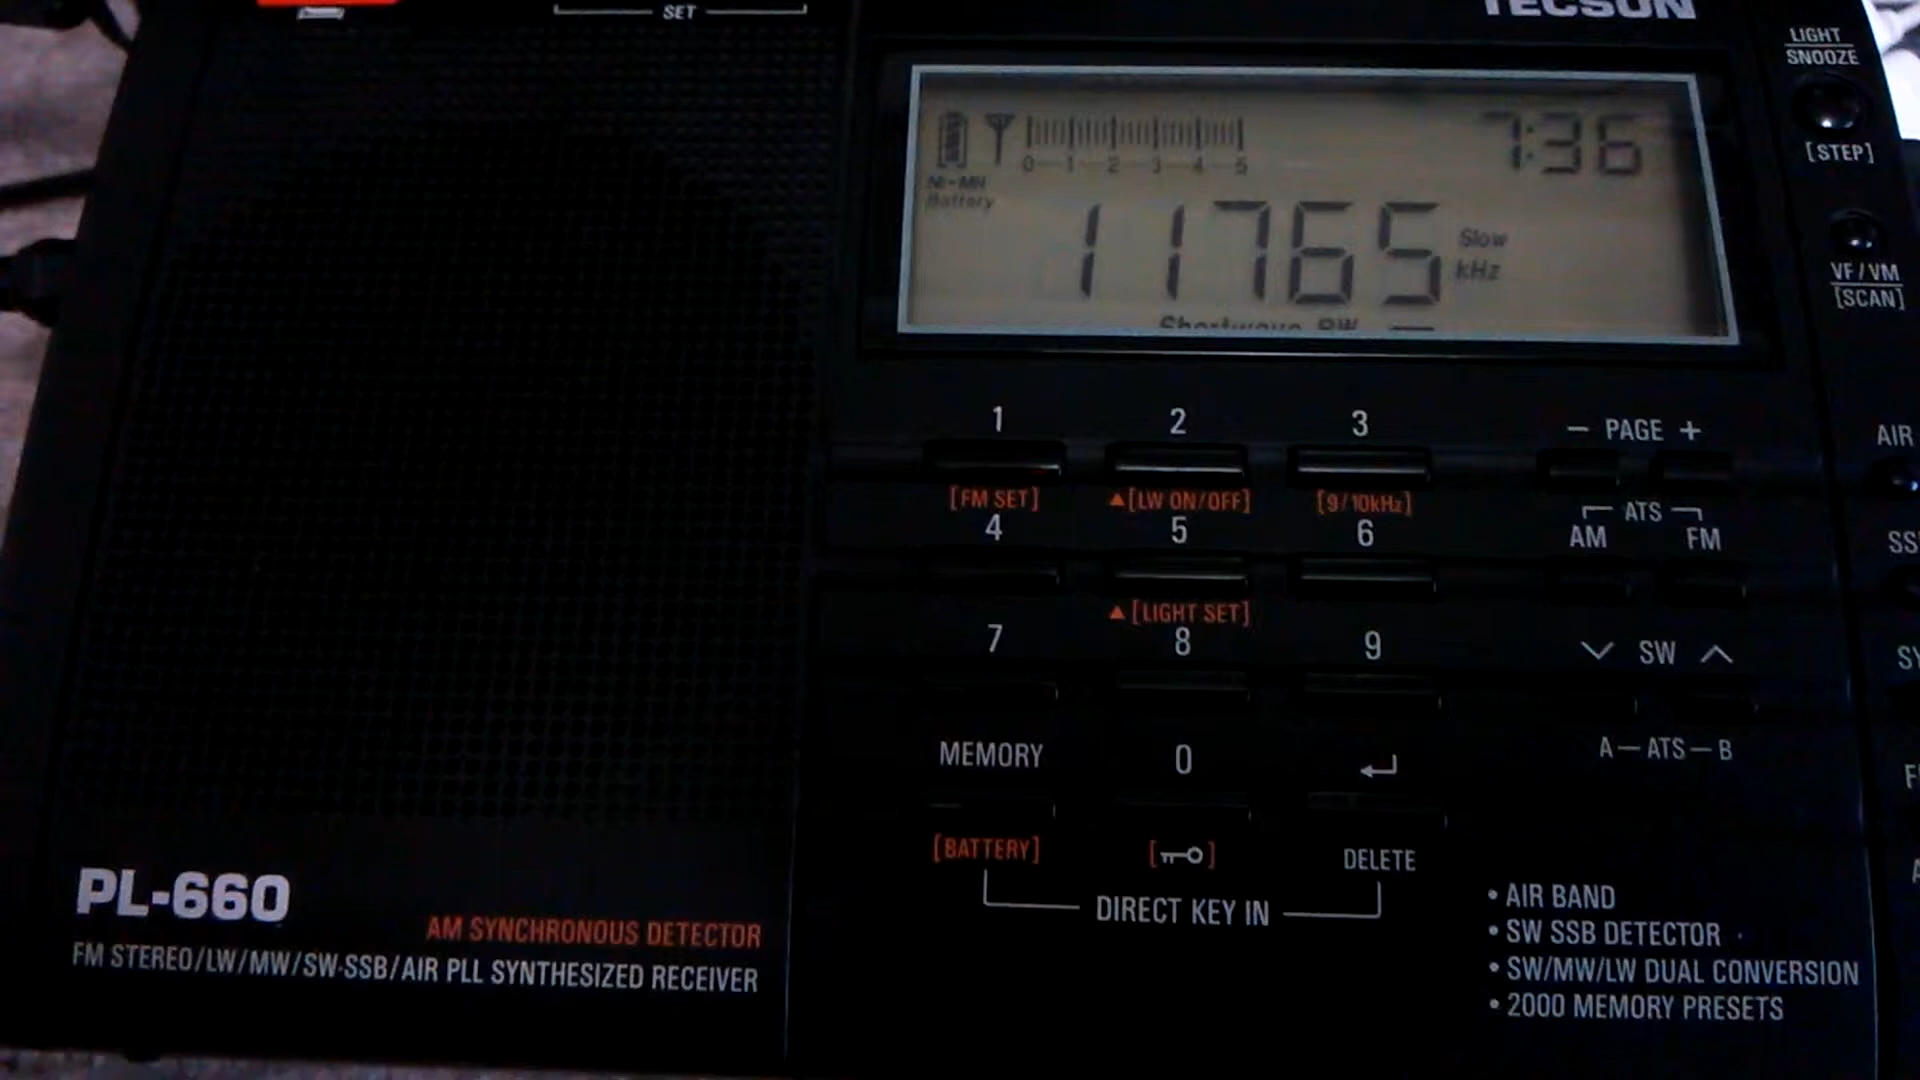 SET
TECSUN
LIGHT
SNOOZE
[STEP]
7:36
0 1 2 3 4 5
Ni-MH
Battery
11765
Slow
kHz
Shortwave BW
VF / VM
[SCAN]
1 2 3
- PAGE +
AIR
[FM SET] [LW ON/OFF] [9/10kHz]
ATS
4 5 6
AM FM
[LIGHT SET]
7 8 9
SW
MEMORY 0
A — ATS — B
[BATTERY] DELETE
DIRECT KEY IN
PL-660
AM SYNCHRONOUS DETECTOR
FM STEREO/LW/MW/SW-SSB/AIR PLL SYNTHESIZED RECEIVER
• AIR BAND
• SW SSB DETECTOR
• SW/MW/LW DUAL CONVERSION
• 2000 MEMORY PRESETS